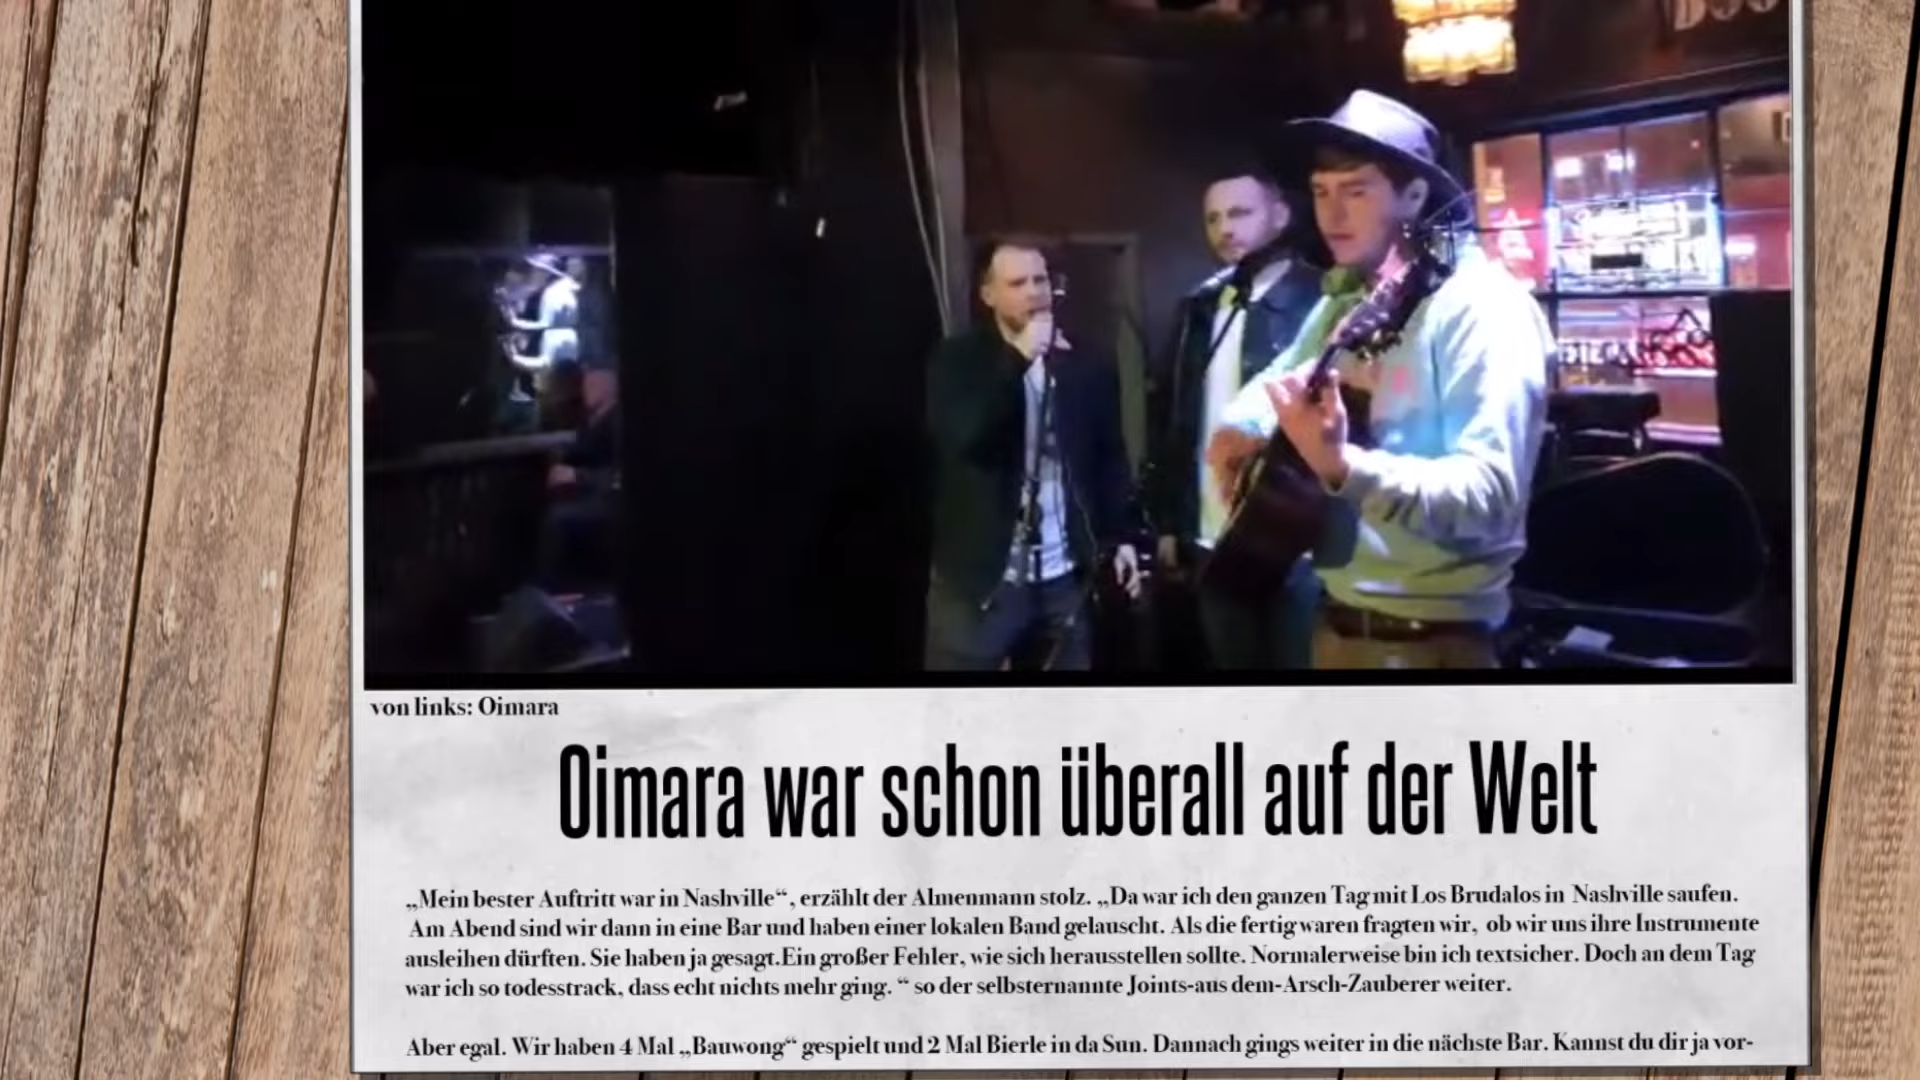 von links: Oimara
Oimara war schon überall auf der Welt
„Mein bester Auftritt war in Nashville“, erzählt der Almenmann stolz. „Da war ich den ganzen Tag mit Los Brudalos in Nashville saufen.
Am Abend sind wir dann in eine Bar und haben einer lokalen Band gelauscht. Als die fertig waren fragten wir, ob wir uns ihre Instrumente
ausleihen dürften. Sie haben ja gesagt.Ein großer Fehler, wie sich herausstellen sollte. Normalerweise bin ich textsicher. Doch an dem Tag
war ich so todesstrack, dass echt nichts mehr ging. “ so der selbsternannte Joints-aus dem-Arsch-Zauberer weiter.
Aber egal. Wir haben 4 Mal „Bauwong“ gespielt und 2 Mal Bierle in da Sun. Dannach gings weiter in die nächste Bar. Kannst du dir ja vor-